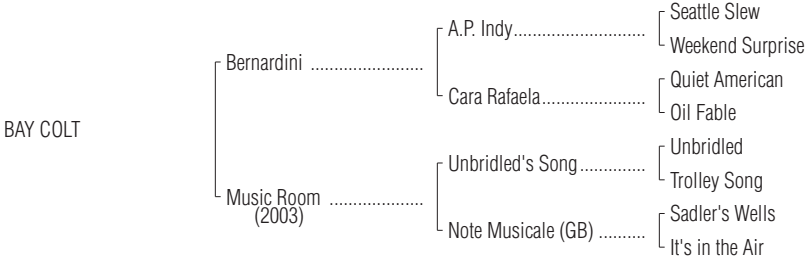 Seattle Slew
A.P. Indy.............................
Weekend Surprise
Bernardini .........................
Quiet American
Cara Rafaela.......................
Oil Fable
BAY COLT
Unbridled
Unbridled's Song...............
Trolley Song
Music Room .....................
(2003)
Sadler's Wells
Note Musicale (GB) ..........
It's in the Air